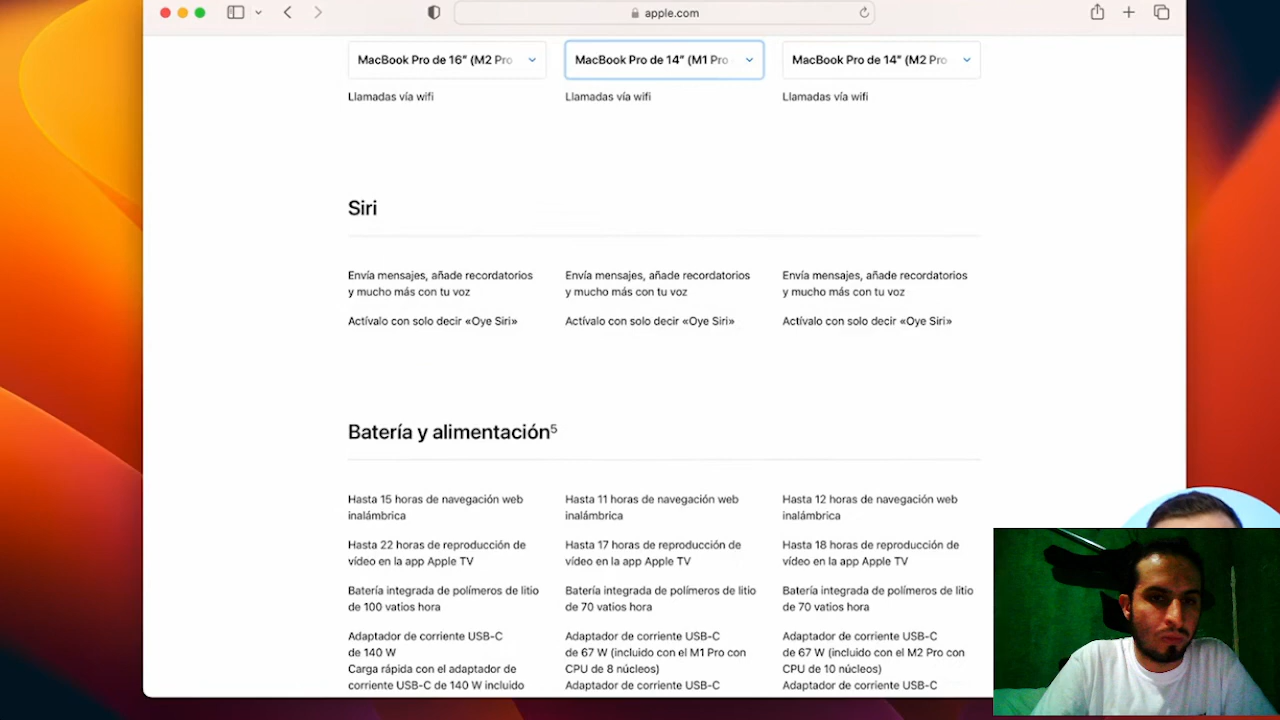 apple.com
MacBook Pro de 16" (M2 Pro
MacBook Pro de 14" (M1 Pro
MacBook Pro de 14" (M2 Pro
Llamadas vía wifi
Llamadas vía wifi
Llamadas vía wifi
Siri
Envía mensajes, añade recordatorios
y mucho más con tu voz
Actívalo con solo decir «Oye Siri»
Envía mensajes, añade recordatorios
y mucho más con tu voz
Actívalo con solo decir «Oye Siri»
Envía mensajes, añade recordatorios
y mucho más con tu voz
Actívalo con solo decir «Oye Siri»
Batería y alimentación⁵
Hasta 15 horas de navegación web
inalámbrica
Hasta 22 horas de reproducción de
vídeo en la app Apple TV
Batería integrada de polímeros de litio
de 100 vatios hora
Adaptador de corriente USB-C
de 140 W
Carga rápida con el adaptador de
corriente USB-C de 140 W incluido
Hasta 11 horas de navegación web
inalámbrica
Hasta 17 horas de reproducción de
vídeo en la app Apple TV
Batería integrada de polímeros de litio
de 70 vatios hora
Adaptador de corriente USB-C
de 67 W (incluido con el M1 Pro con
CPU de 8 núcleos)
Adaptador de corriente USB-C
Hasta 12 horas de navegación web
inalámbrica
Hasta 18 horas de reproducción de
vídeo en la app Apple TV
Batería integrada de polímeros de litio
de 70 vatios hora
Adaptador de corriente USB-C
de 67 W (incluido con el M2 Pro con
CPU de 10 núcleos)
Adaptador de corriente USB-C